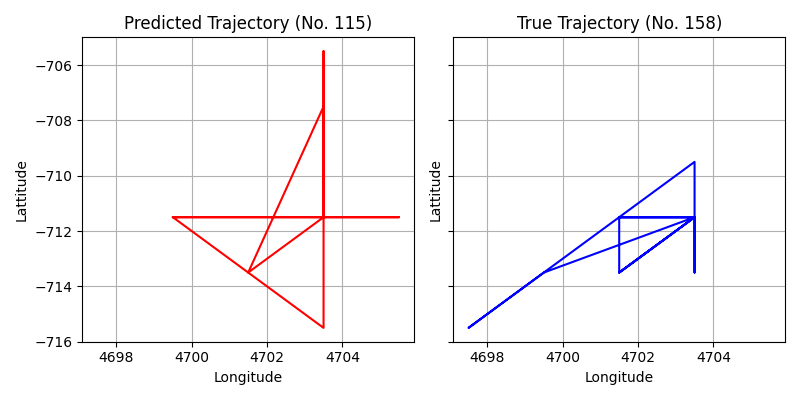 Predicted Trajectory (No. 115)
True Trajectory (No. 158)
−706
−708
−710
−712
−714
−716
Lattitude
4698 4700 4702 4704
Longitude
Lattitude
4698 4700 4702 4704
Longitude